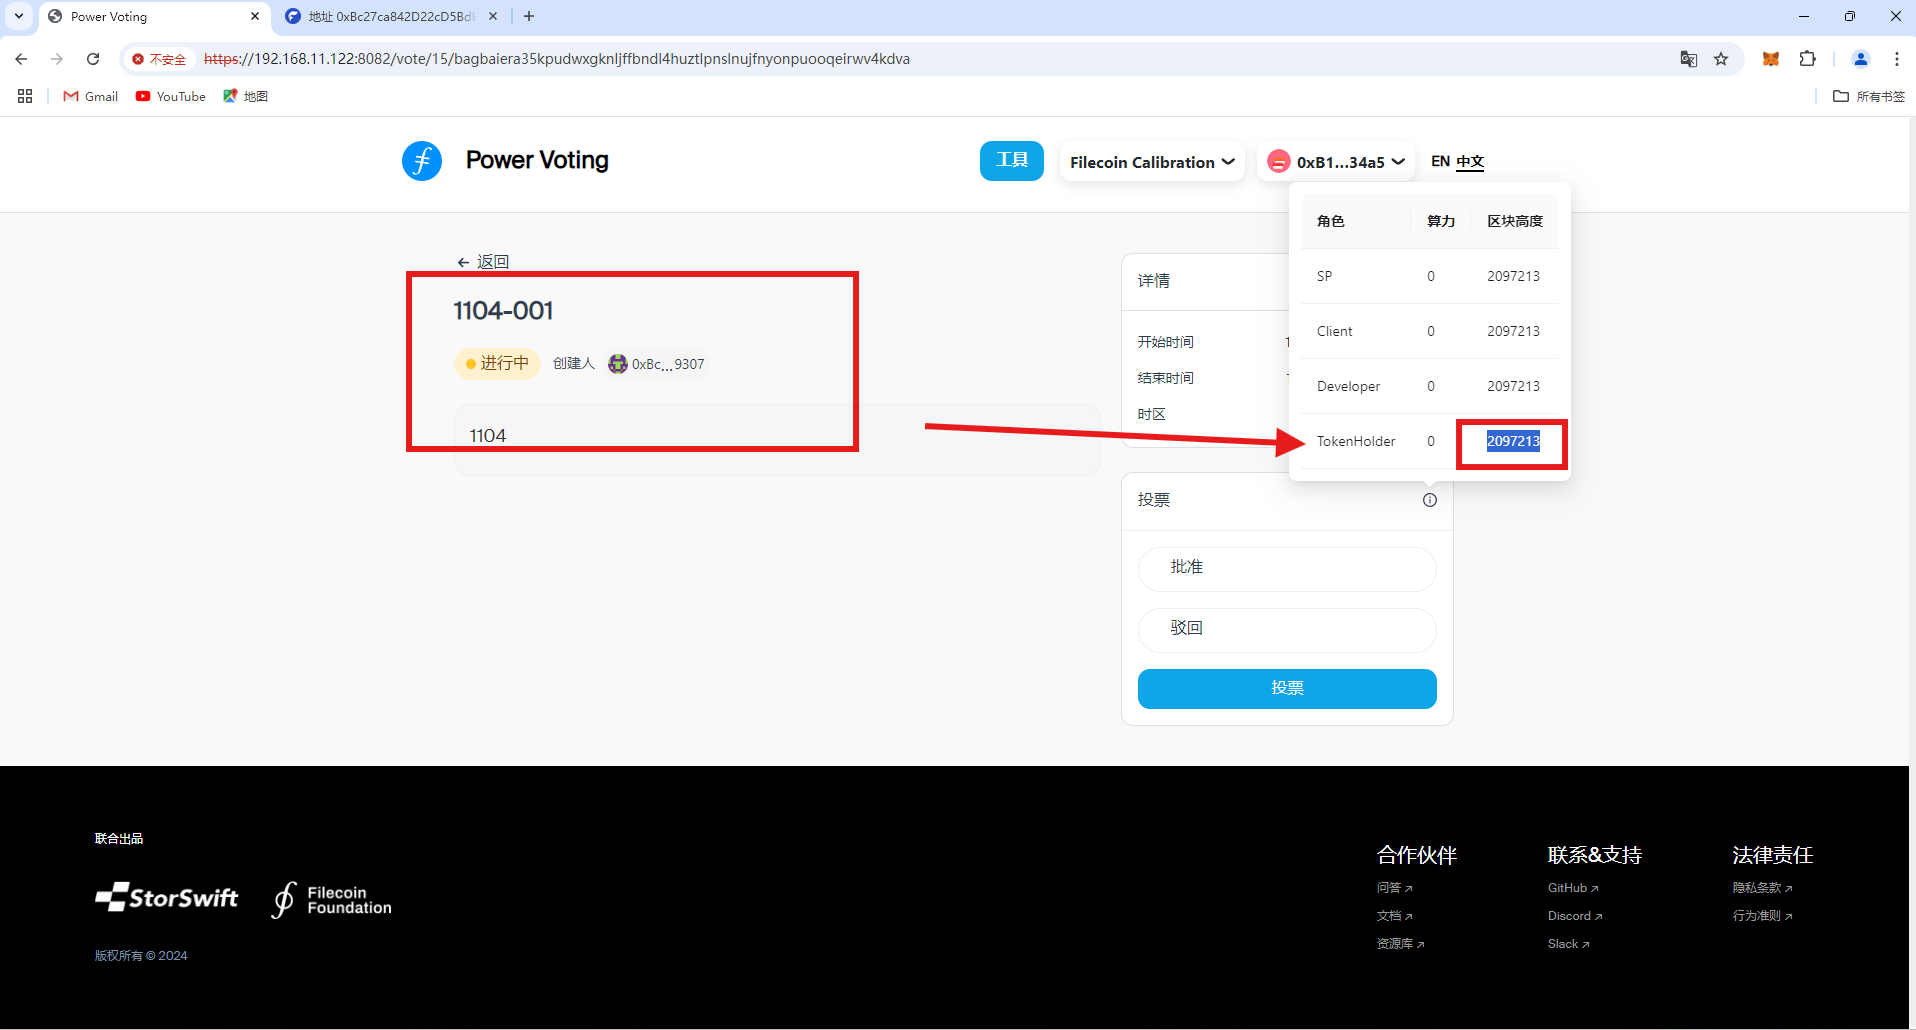 Power Voting
地址 0xBc27ca842D22cD5Bd
不安全
https://192.168.11.122:8082/vote/15/bagbaiera35kpudwxgknljffbndl4huztlpnslnujfnyonpuooqeirwv4kdva
Gmail
YouTube
地图
所有书签
Power Voting
工具
Filecoin Calibration
0xB1...34a5
EN 中文
角色 算力 区块高度
SP 0 2097213
Client 0 2097213
Developer 0 2097213
TokenHolder 0 2097213
返回
1104-001
进行中 创建人 0xBc...9307
1104
详情
开始时间
结束时间
时区
投票
批准
驳回
投票
联合出品
StorSwift
Filecoin
Foundation
版权所有 © 2024
合作伙伴
问答
文档
资源库
联系&支持
GitHub
Discord
Slack
法律责任
隐私条款
行为准则